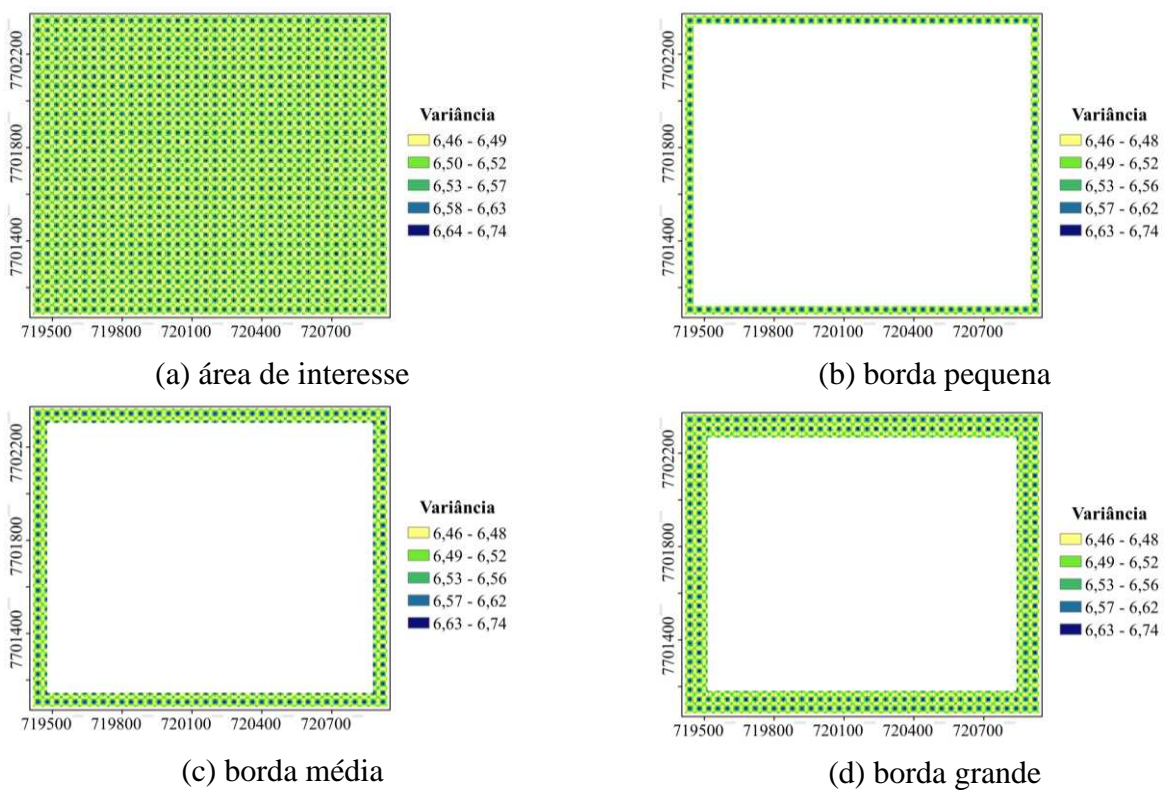 7702200
7701800
7701400
719500 719800 720100 720400 720700
Variância
6,46 - 6,49
6,50 - 6,52
6,53 - 6,57
6,58 - 6,63
6,64 - 6,74
(a) área de interesse
7702200
7701800
7701400
719500 719800 720100 720400 720700
Variância
6,46 - 6,48
6,49 - 6,52
6,53 - 6,56
6,57 - 6,62
6,63 - 6,74
(b) borda pequena
7702200
7701800
7701400
719500 719800 720100 720400 720700
Variância
6,46 - 6,48
6,49 - 6,52
6,53 - 6,56
6,57 - 6,62
6,63 - 6,74
(c) borda média
7702200
7701800
7701400
719500 719800 720100 720400 720700
Variância
6,46 - 6,48
6,49 - 6,52
6,53 - 6,56
6,57 - 6,62
6,63 - 6,74
(d) borda grande